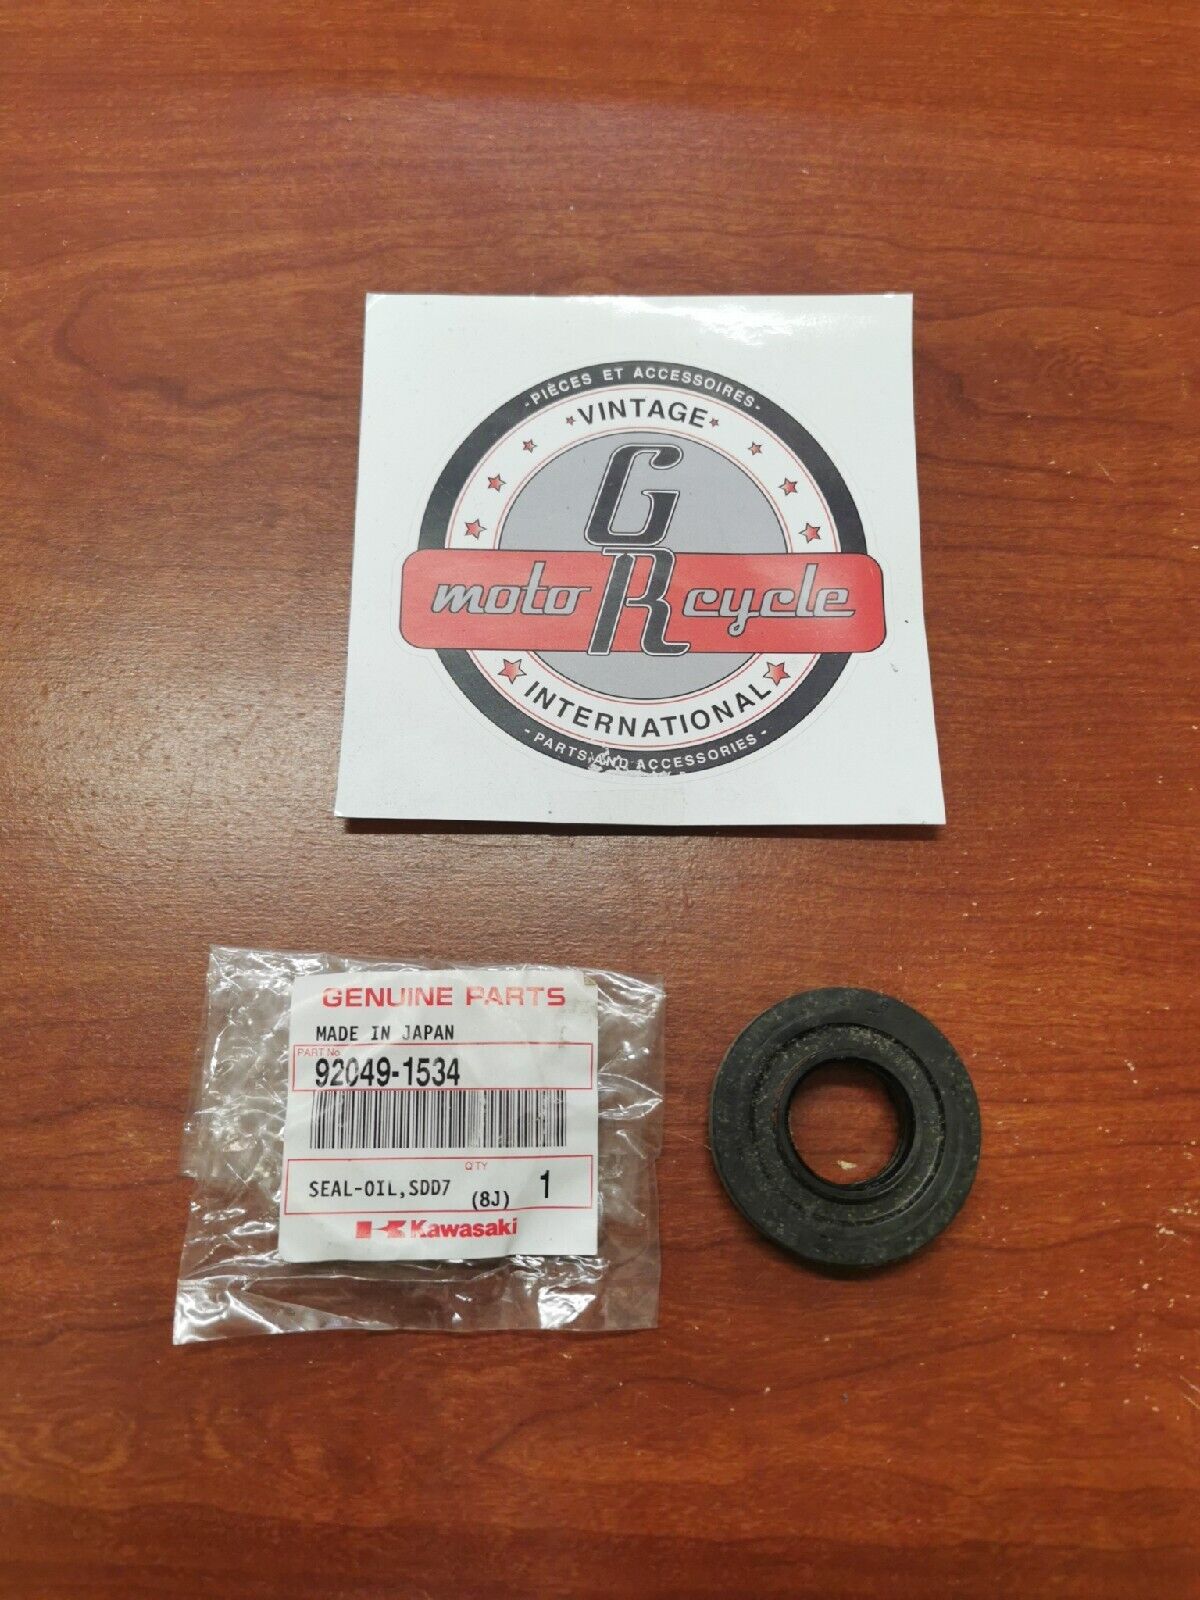 -PIÈCES ET ACCESSOIRES-
VINTAGE
G
moto R cycle
INTERNATIONAL
-PARTS AND ACCESSORIES-
GENUINE PARTS
MADE IN JAPAN
PART No
92049-1534
Q'TY
SEAL-OIL,SDD7 (8J) 1
Kawasaki